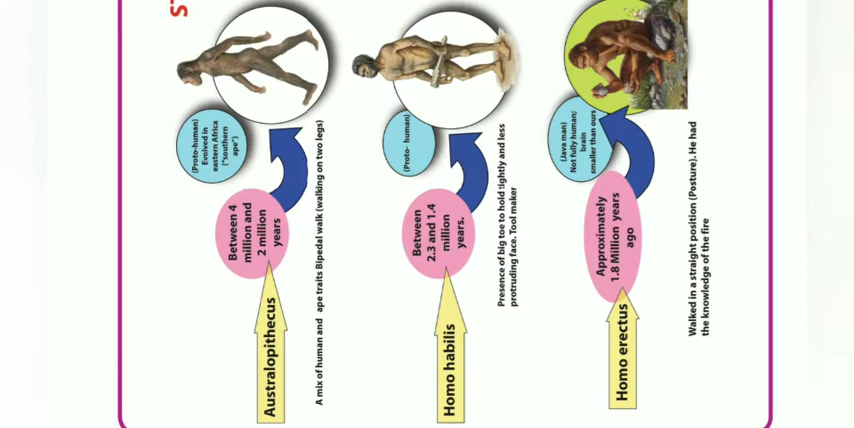 ST
Australopithecus
Between 4
million and
2 million
years
(Proto-human)
Evolved in
eastern Africa
("southern
ape")
A mix of human and ape traits Bipedal walk (walking on two legs)
Homo habilis
Between
2.3 and 1.4
million
years.
(Proto- human)
Presence of big toe to hold tightly and less
protruding face. Tool maker
Homo erectus
Approximately
1.8 Million years
ago
(Java man)
Not fully human;
brain
smaller than ours
Walked in a straight position (Posture). He had
the knowledge of the fire